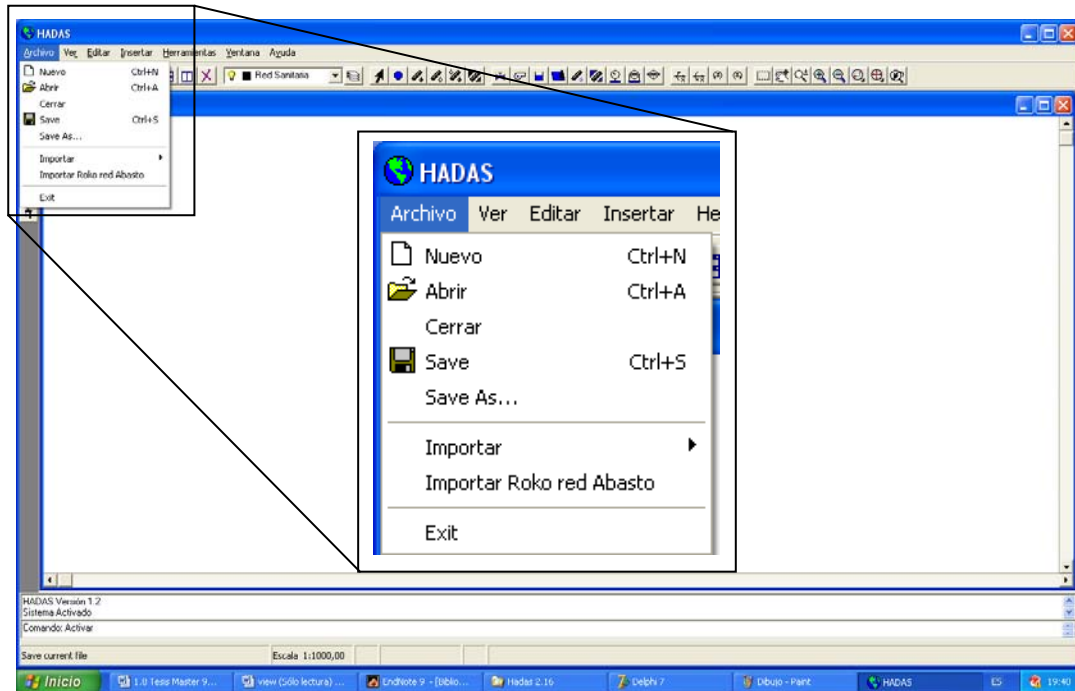 HADAS
Archivo Ver Editar Insertar Herramientas Ventana Ayuda
Nuevo Ctrl+N
Abrir Ctrl+A
Cerrar
Save Ctrl+S
Save As...
Importar
Importar Roko red Abasto
Exit
Red Sanitaria
HADAS
Archivo Ver Editar Insertar He
Nuevo Ctrl+N
Abrir Ctrl+A
Cerrar
Save Ctrl+S
Save As...
Importar
Importar Roko red Abasto
Exit
HADAS Versión 1.2
Sistema Activado
Comando: Activar
Save current file Escala 1:1000,00
Inicio 1.0 Tesis Master 9... view (Sólo lectura) ... EndNote 9 - [Biblio... Hadas 2.16 Delphi 7 Dibujo - Paint HADAS ES 19:40